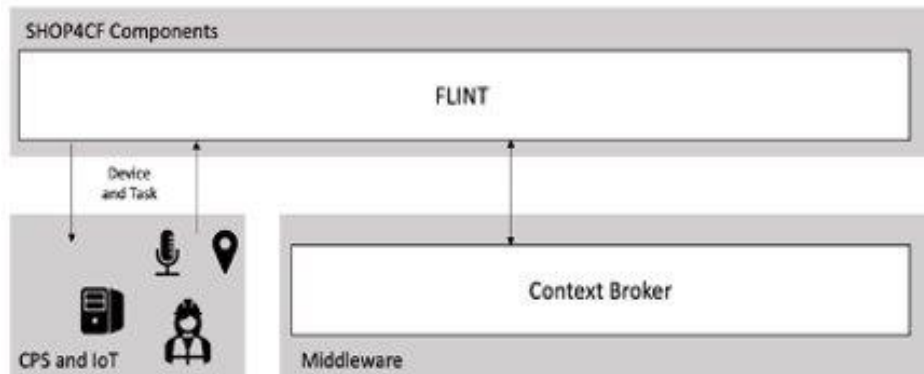 SHOP4CF Components
FLINT
Device
and Task
Context Broker
CPS and IoT
Middleware